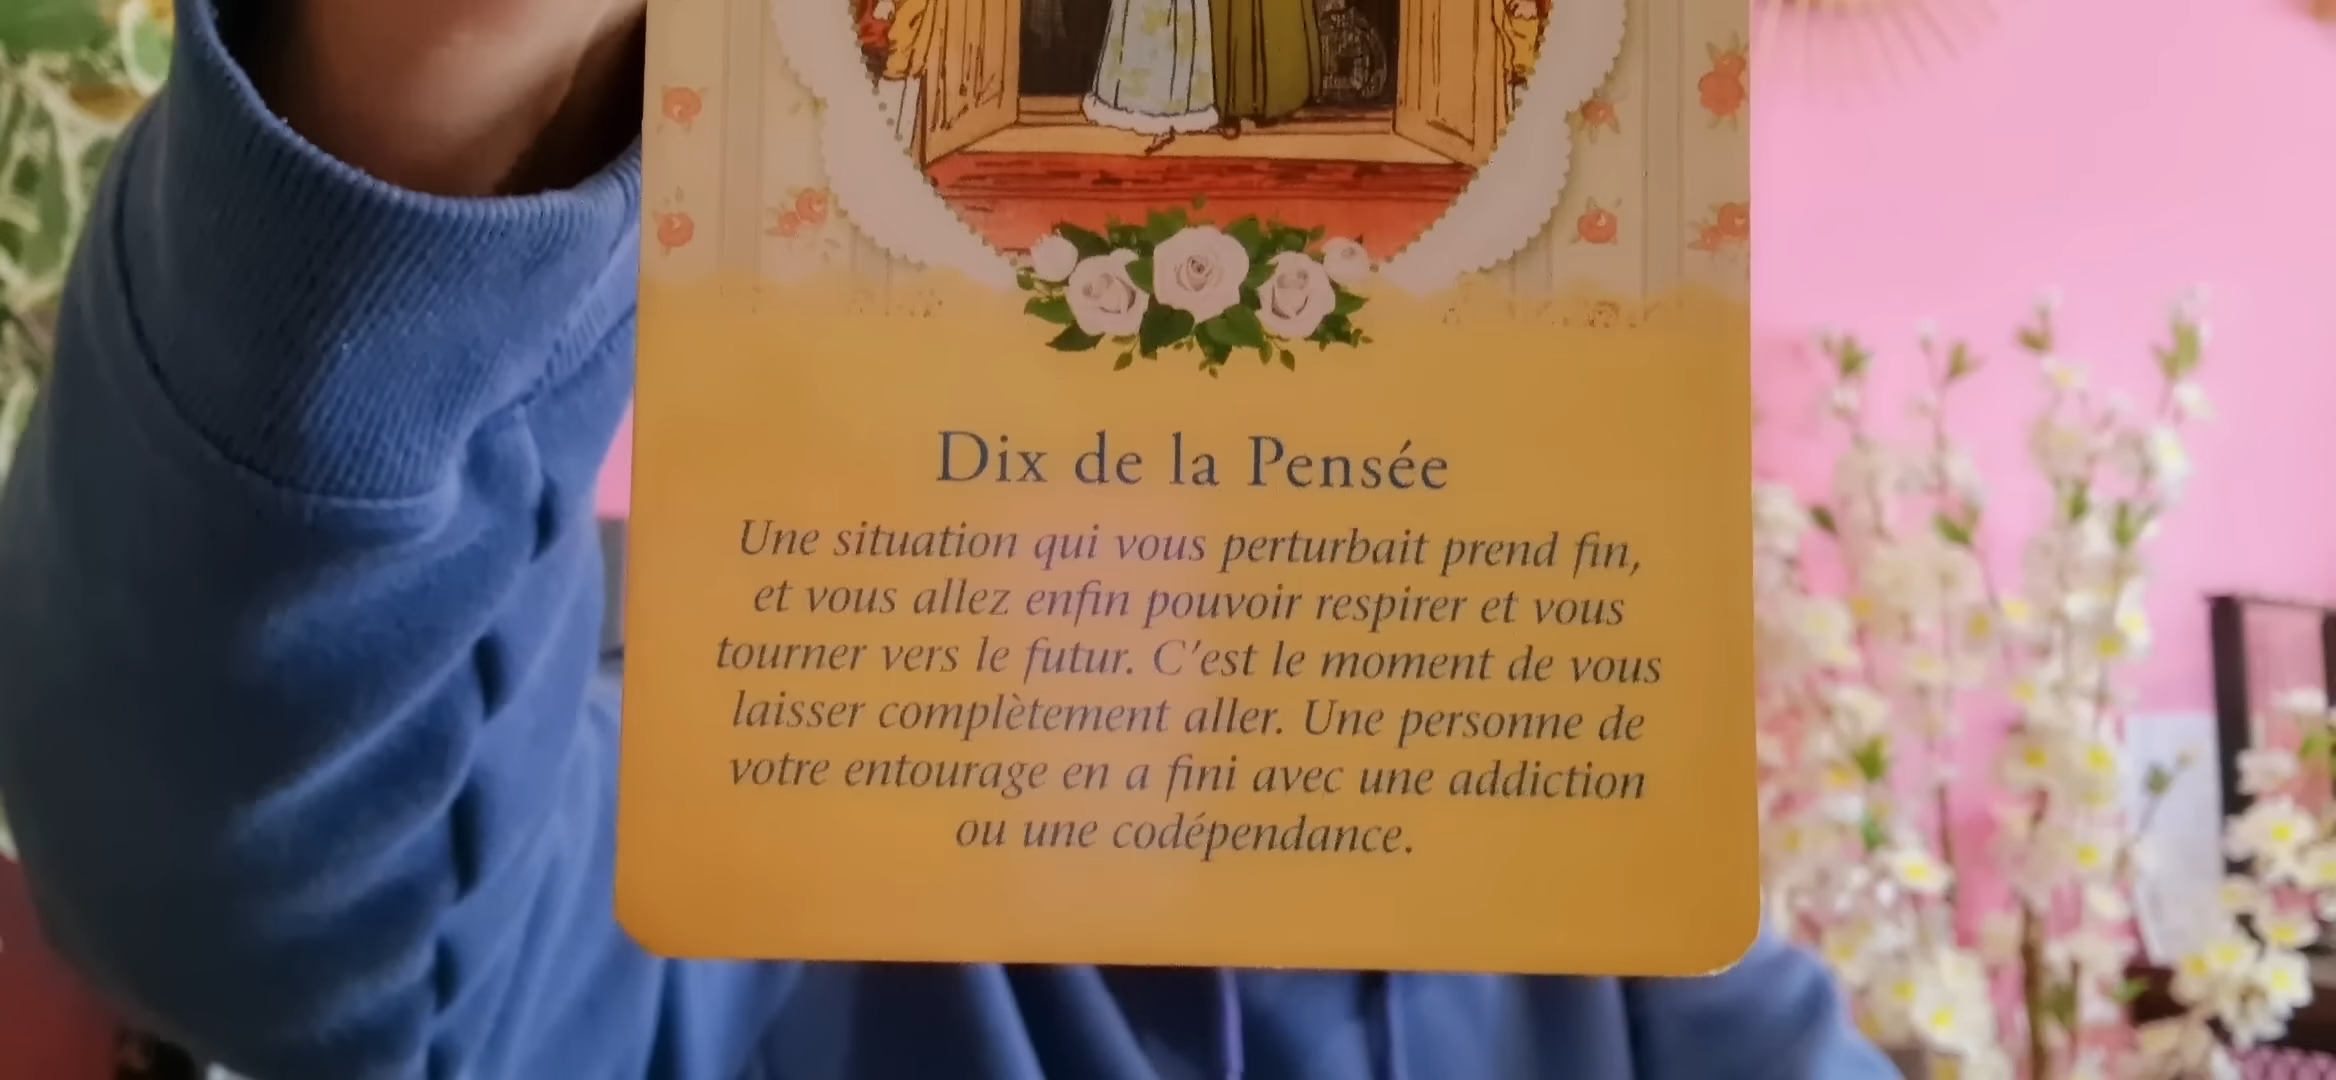 Dix de la Pensée
Une situation qui vous perturbait prend fin,
et vous allez enfin pouvoir respirer et vous
tourner vers le futur. C'est le moment de vous
laisser complètement aller. Une personne de
votre entourage en a fini avec une addiction
ou une codépendance.